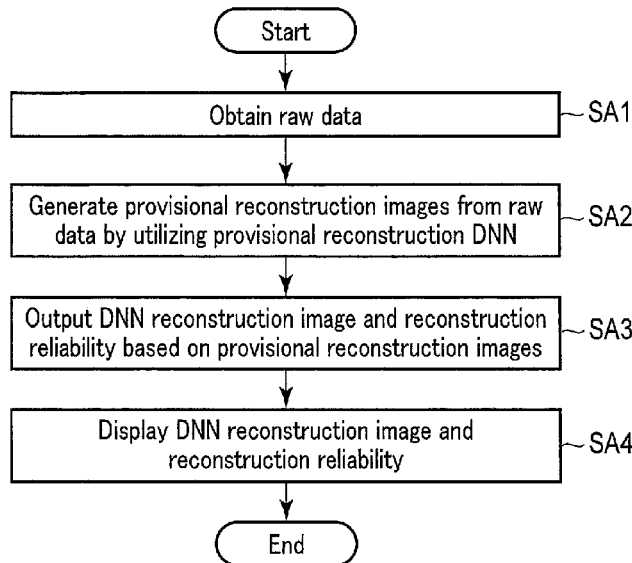 Start
Obtain raw data
SA1
Generate provisional reconstruction images from raw
data by utilizing provisional reconstruction DNN
SA2
Output DNN reconstruction image and reconstruction
reliability based on provisional reconstruction images
SA3
Display DNN reconstruction image and
reconstruction reliability
SA4
End